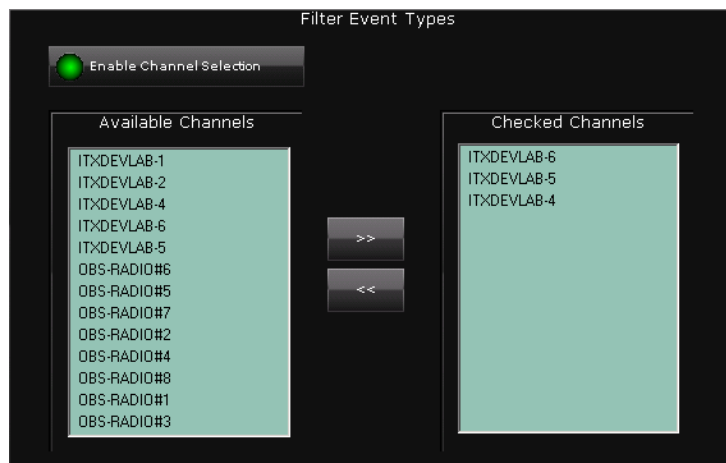 Filter Event Types
Enable Channel Selection
Available Channels
ITXDEVLAB-1
ITXDEVLAB-2
ITXDEVLAB-4
ITXDEVLAB-6
ITXDEVLAB-5
OBS-RADIO#6
OBS-RADIO#5
OBS-RADIO#7
OBS-RADIO#2
OBS-RADIO#4
OBS-RADIO#8
OBS-RADIO#1
OBS-RADIO#3
>>
<<
Checked Channels
ITXDEVLAB-6
ITXDEVLAB-5
ITXDEVLAB-4